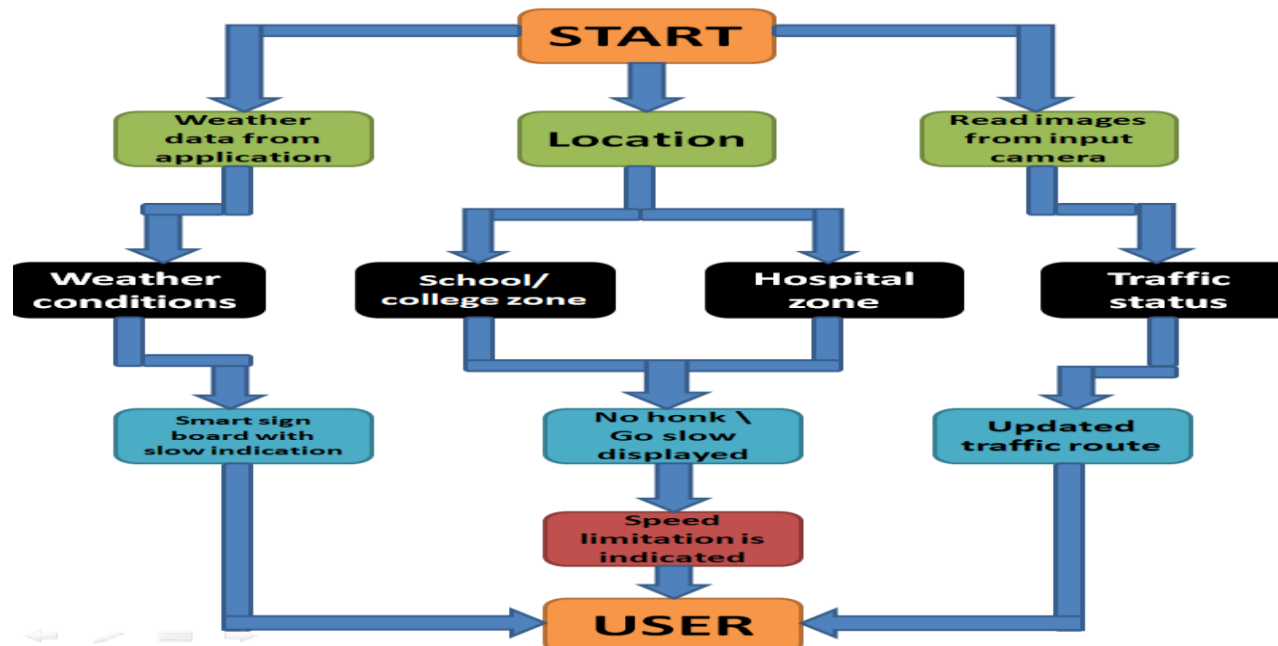 START
Weather
data from
application
Location
Read images
from input
camera
Weather
conditions
School/
college zone
Hospital
zone
Traffic
status
Smart sign
board with
slow indication
No honk \
Go slow
displayed
Updated
traffic route
Speed
limitation is
indicated
USER